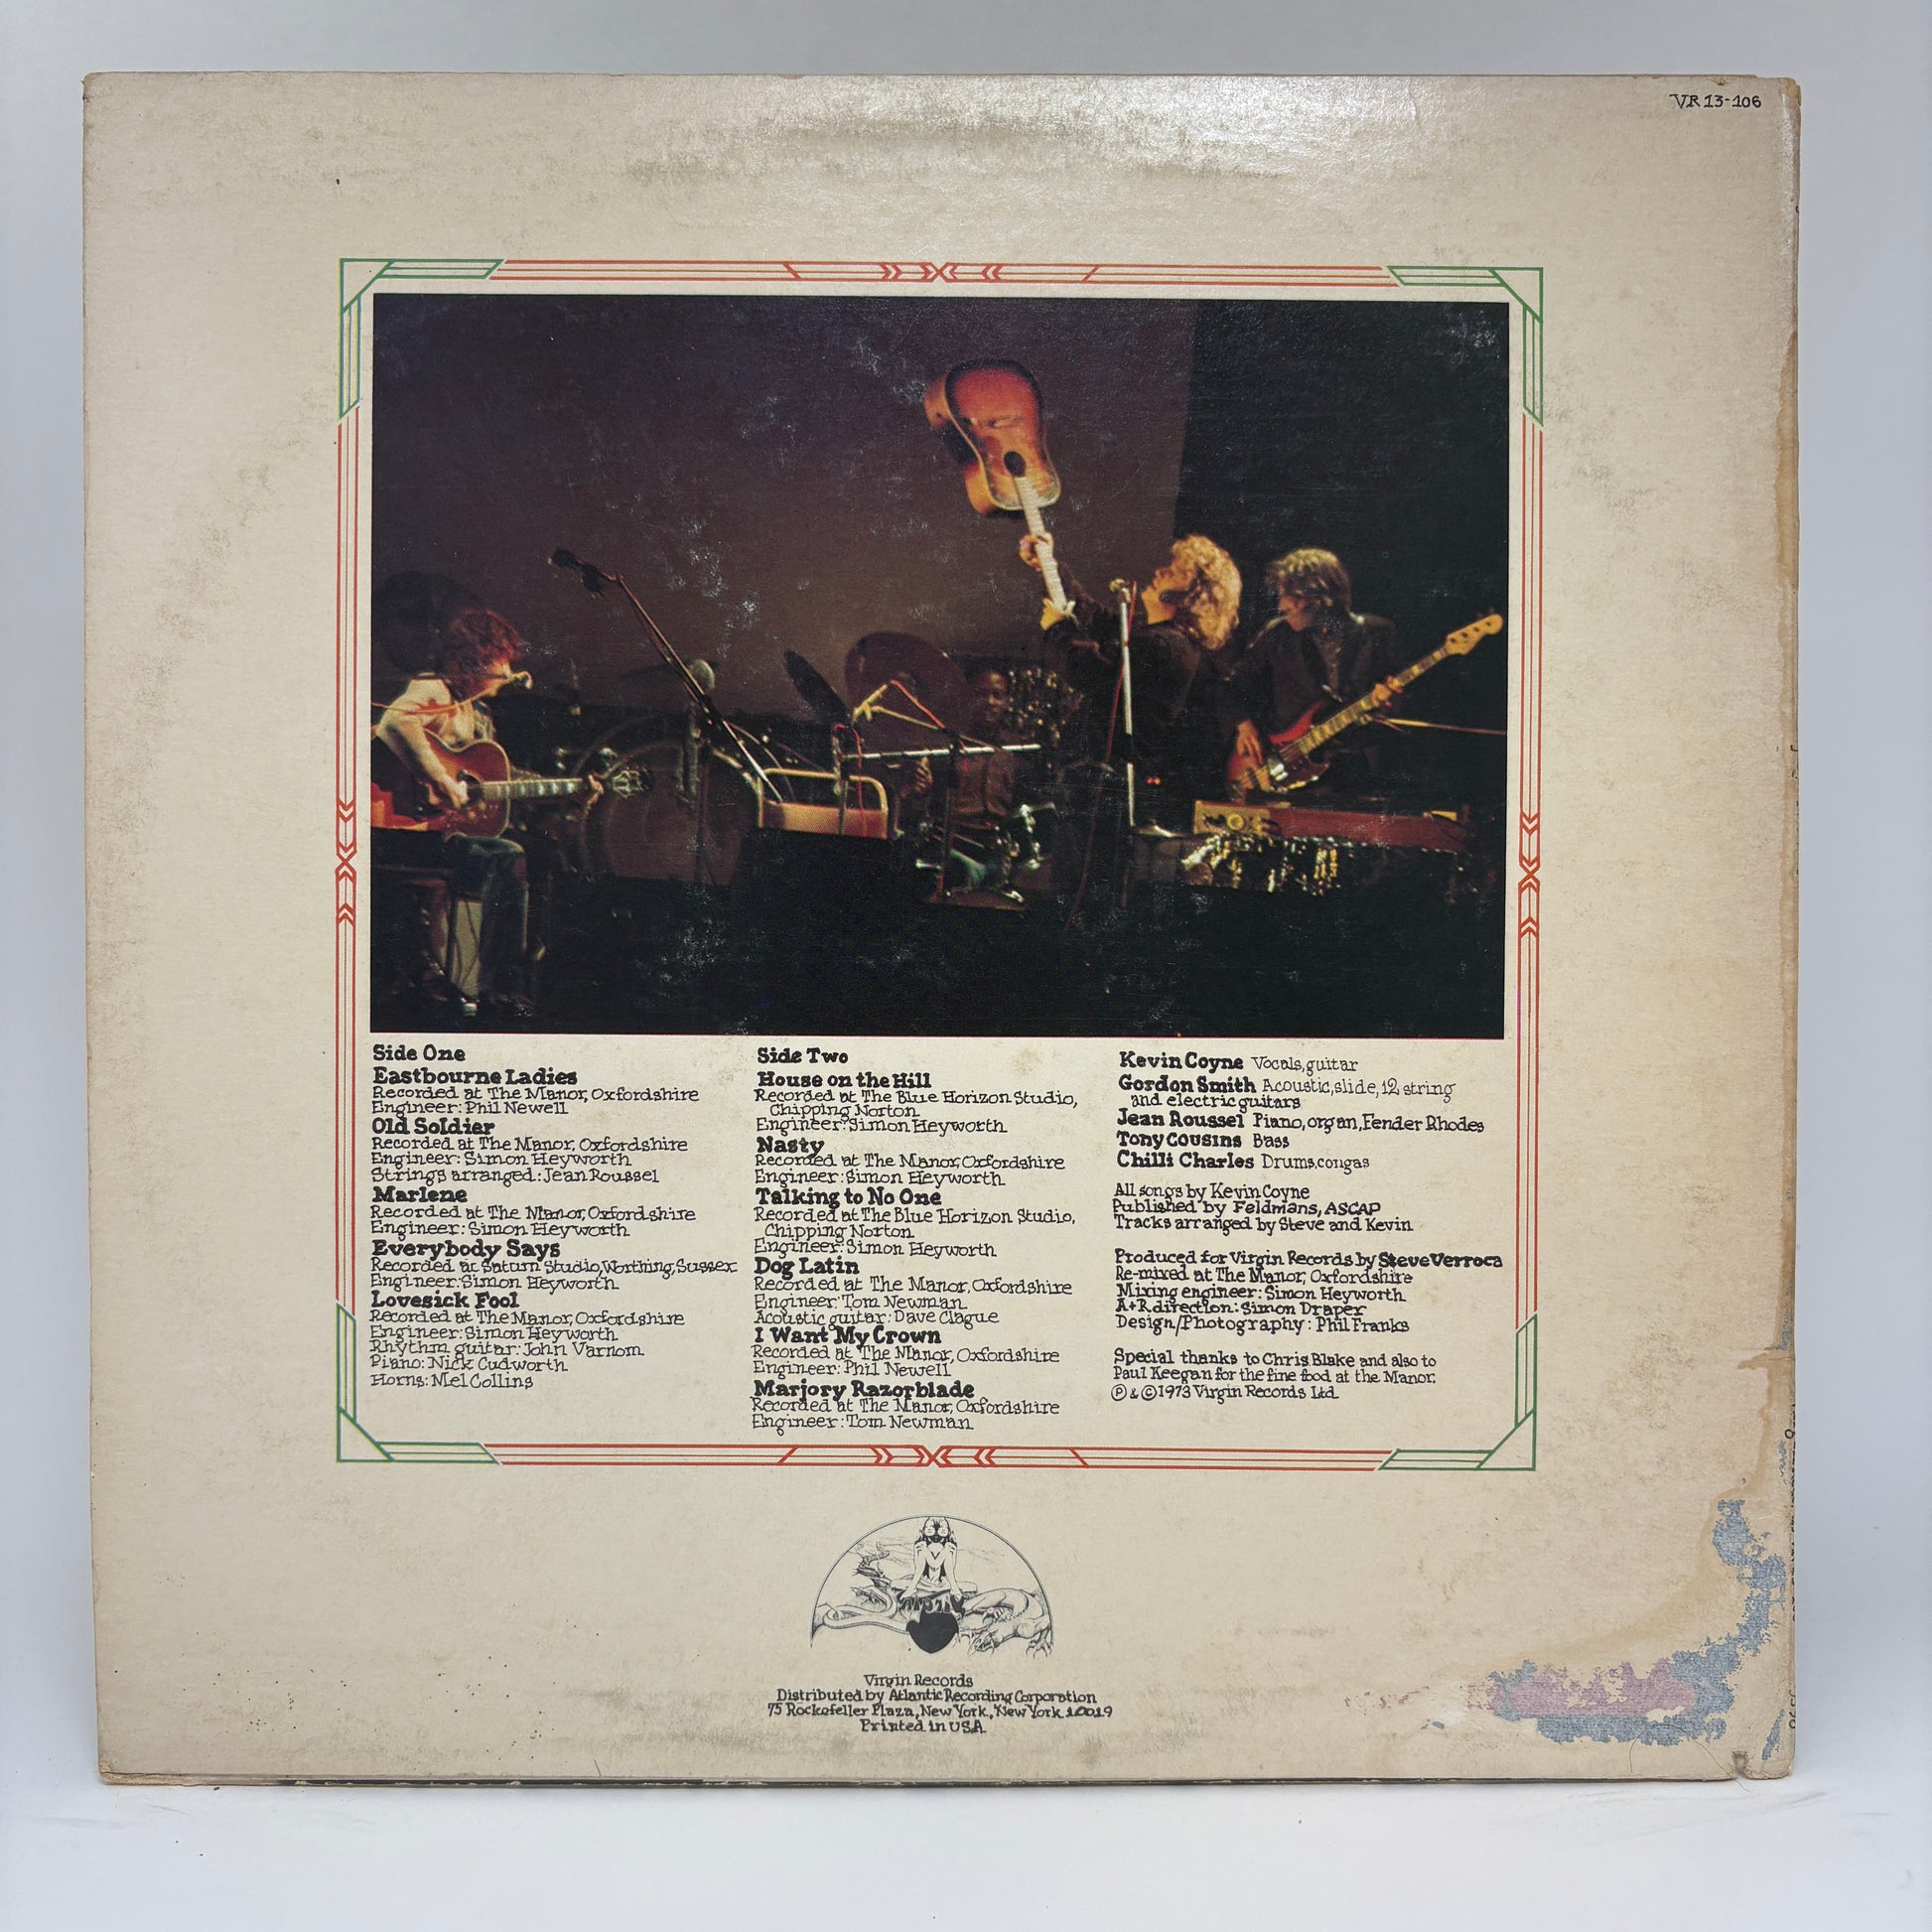 VR 13-106
Side One
Eastbourne Ladies
Recorded at The Manor, Oxfordshire
Engineer: Phil Newell
Old Soldier
Recorded at The Manor, Oxfordshire
Engineer: Simon Heyworth
Strings arranged: Jean Roussel
Marlene
Recorded at The Manor, Oxfordshire
Engineer: Simon Heyworth
Everybody Says
Recorded at Saturn Studio, Worthing, Sussex
Engineer: Simon Heyworth
Lovesick Fool
Recorded at The Manor, Oxfordshire
Engineer: Simon Heyworth
Rhythm guitar: John Varnom
Piano: Nick Cudworth
Horns: Mel Collins
Side Two
House on the Hill
Recorded at The Blue Horizon Studio,
Chipping Norton
Engineer: Simon Heyworth
Nasty
Recorded at The Manor, Oxfordshire
Engineer: Simon Heyworth
Talking to No One
Recorded at The Blue Horizon Studio,
Chipping Norton
Engineer: Simon Heyworth
Dog Latin
Recorded at The Manor, Oxfordshire
Engineer: Tom Newman
Acoustic guitar: Dave Clague
I Want My Crown
Recorded at The Manor, Oxfordshire
Engineer: Phil Newell
Marjory Razorblade
Recorded at The Manor, Oxfordshire
Engineer: Tom Newman
Kevin Coyne Vocals, guitar
Gordon Smith Acoustic, slide, 12 string
and electric guitars
Jean Roussel Piano, organ, Fender Rhodes
Tony Cousins Bass
Chilli Charles Drums, congas
All songs by Kevin Coyne
Published by Feldmans, ASCAP
Tracks arranged by Steve and Kevin
Produced for Virgin Records by Steve Verroca
Re-mixed at The Manor, Oxfordshire
Mixing engineer: Simon Heyworth
A+R direction: Simon Draper
Design/Photography: Phil Franks
Special thanks to Chris Blake and also to
Paul Keegan for the fine food at the Manor.
℗ & © 1973 Virgin Records Ltd.
Virgin Records
Distributed by Atlantic Recording Corporation
75 Rockefeller Plaza, New York, New York 10019
Printed in U.S.A.